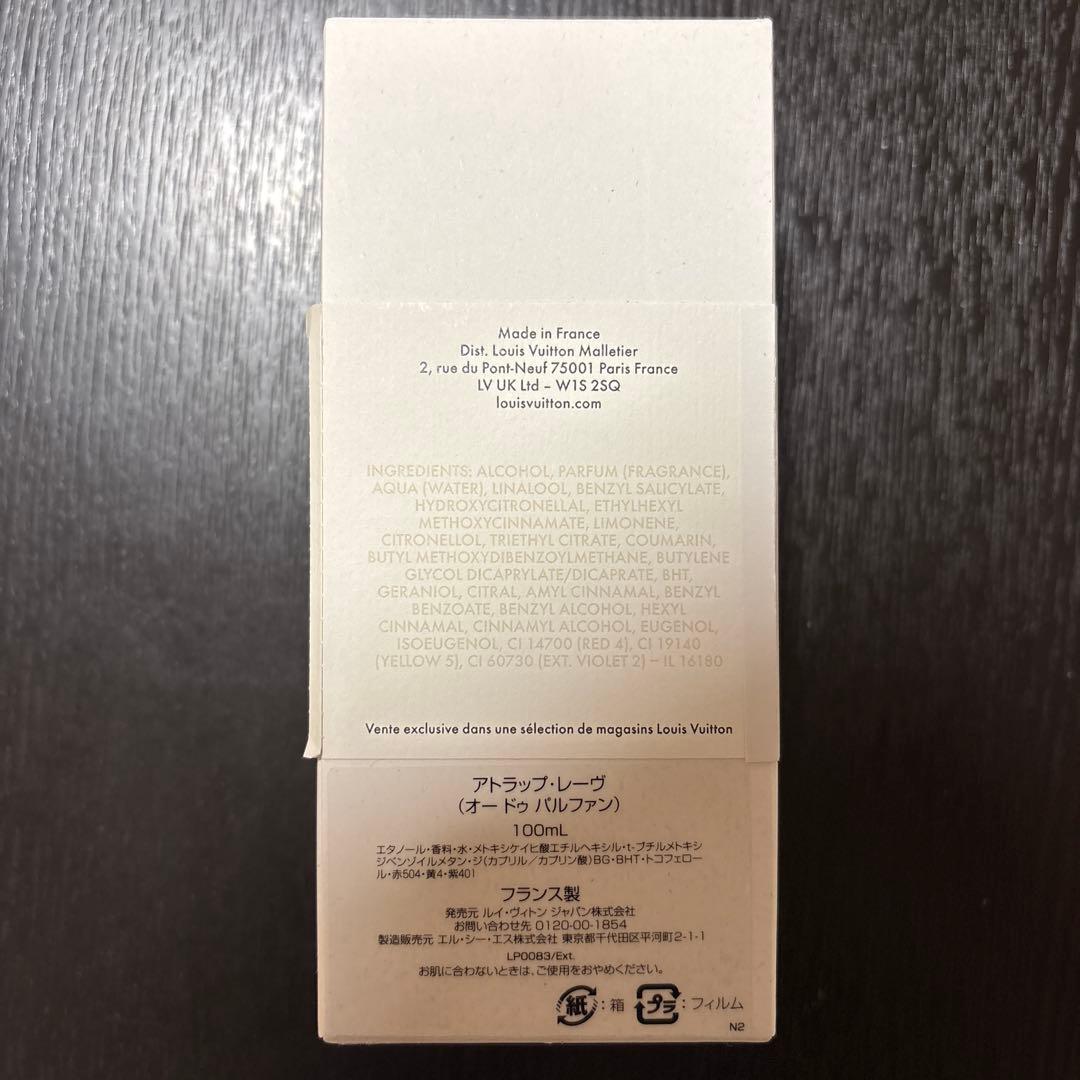 Made in France
Dist. Louis Vuitton Malletier
2, rue du Pont-Neuf 75001 Paris France
LV UK Ltd – W1S 2SQ
louisvuitton.com
INGREDIENTS: ALCOHOL, PARFUM (FRAGRANCE),
AQUA (WATER), LINALOOL, BENZYL SALICYLATE,
HYDROXYCITRONELLAL, ETHYLHEXYL
METHOXYCINNAMATE, LIMONENE,
CITRONELLOL, TRIETHYL CITRATE, COUMARIN,
BUTYL METHOXYDIBENZOYLMETHANE, BUTYLENE
GLYCOL DICAPRYLATE/DICAPRATE, BHT,
GERANIOL, CITRAL, AMYL CINNAMAL, BENZYL
BENZOATE, BENZYL ALCOHOL, HEXYL
CINNAMAL, CINNAMYL ALCOHOL, EUGENOL,
ISOEUGENOL, CI 14700 (RED 4), CI 19140
(YELLOW 5), CI 60730 (EXT. VIOLET 2) – IL 16180
Vente exclusive dans une sélection de magasins Louis Vuitton
アトラップ・レーヴ
(オー ドゥ パルファン)
100mL
エタノール・香料・水・メトキシケイヒ酸エチルヘキシル・t-ブチルメトキシ
ジベンゾイルメタン・ジ(カプリル/カプリン酸)BG・BHT・トコフェロー
ル・赤504・黄4・紫401
フランス製
発売元 ルイ・ヴィトン ジャパン株式会社
お問い合わせ先 0120-00-1854
製造販売元 エル・シー・エス株式会社 東京都千代田区平河町2-1-1
LP0083/Ext.
お肌に合わないときは、ご使用をおやめください。
紙:箱 プラ:フィルム
N2